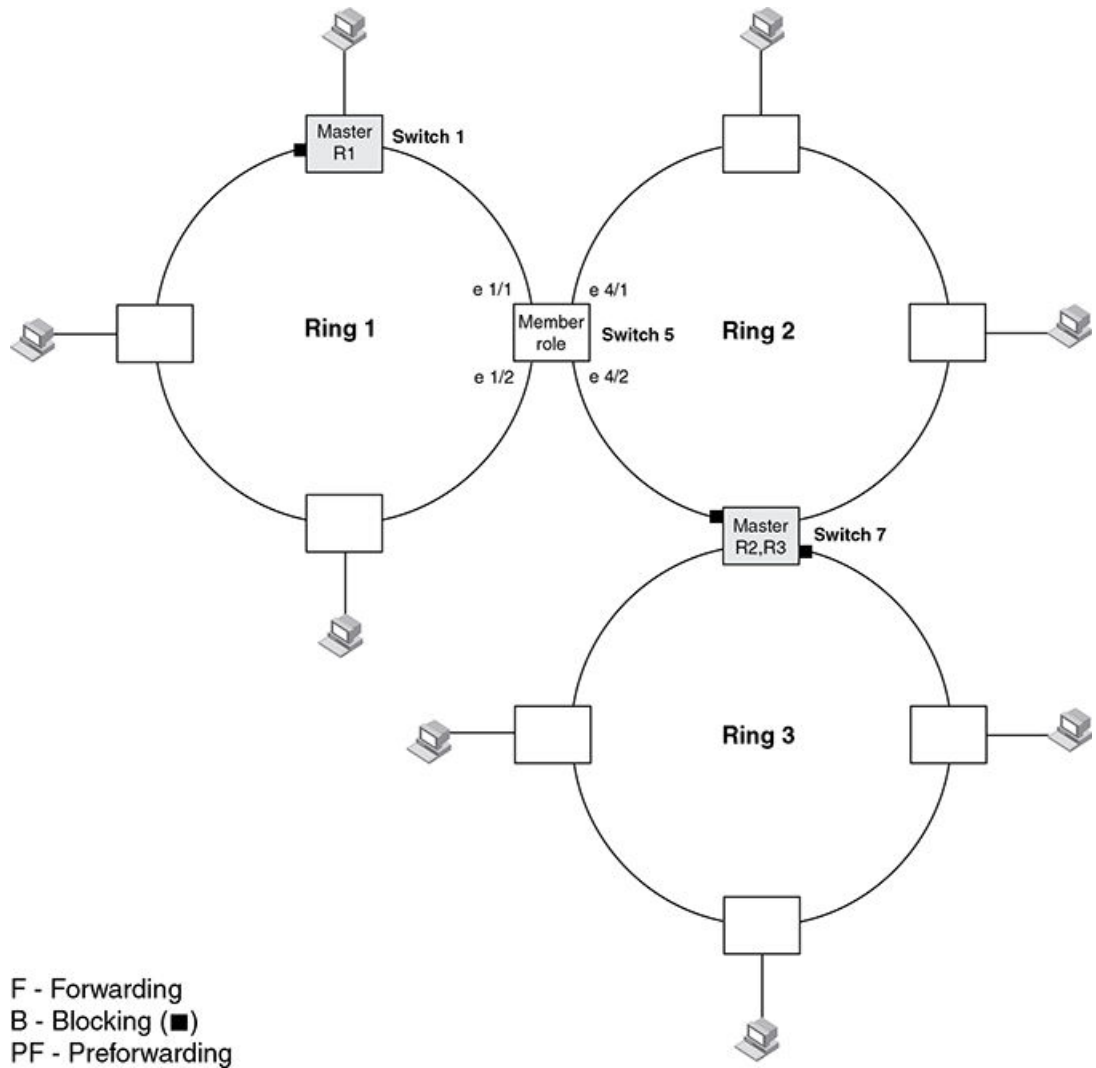 Master
R1
Switch 1
e 1/1
e 4/1
Ring 1
Member
role
Switch 5
Ring 2
e 1/2
e 4/2
Master
R2,R3
Switch 7
Ring 3
F - Forwarding
B - Blocking (■)
PF - Preforwarding